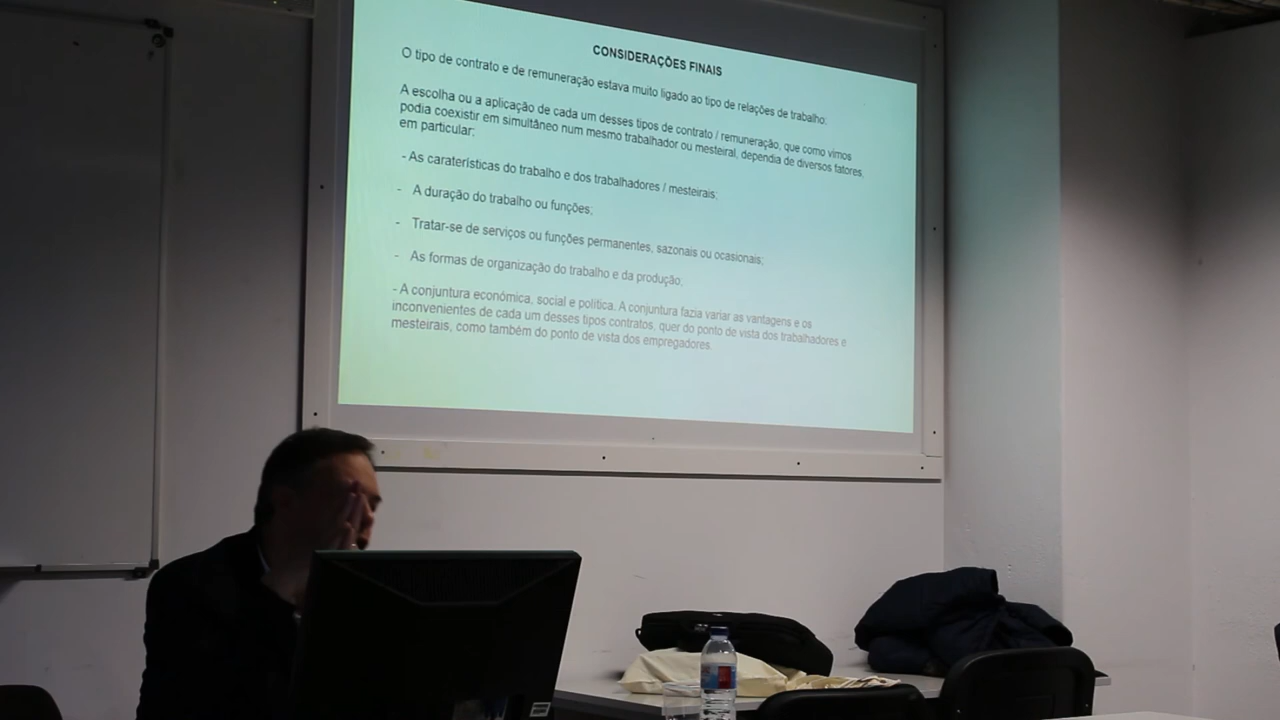 CONSIDERAÇÕES FINAIS
O tipo de contrato e de remuneração estava muito ligado ao tipo de relações de trabalho;
A escolha ou a aplicação de cada um desses tipos de contrato / remuneração, que como vimos
podia coexistir em simultâneo num mesmo trabalhador ou mesteiral, dependia de diversos fatores,
em particular:
- As caraterísticas do trabalho e dos trabalhadores / mesteirais;
- A duração do trabalho ou funções;
- Tratar-se de serviços ou funções permanentes, sazonais ou ocasionais;
- As formas de organização do trabalho e da produção;
- A conjuntura económica, social e política. A conjuntura fazia variar as vantagens e os
inconvenientes de cada um desses tipos contratos, quer do ponto de vista dos trabalhadores e
mesteirais, como também do ponto de vista dos empregadores.